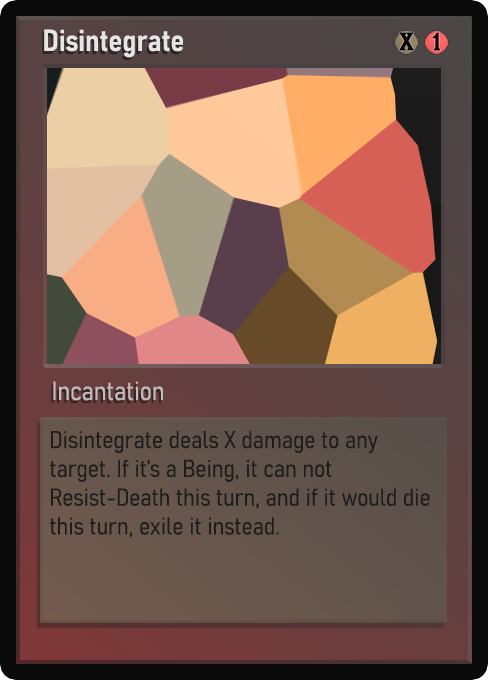 Disintegrate X 1
Incantation
Disintegrate deals X damage to any
target. If it's a Being, it can not
Resist-Death this turn, and if it would die
this turn, exile it instead.